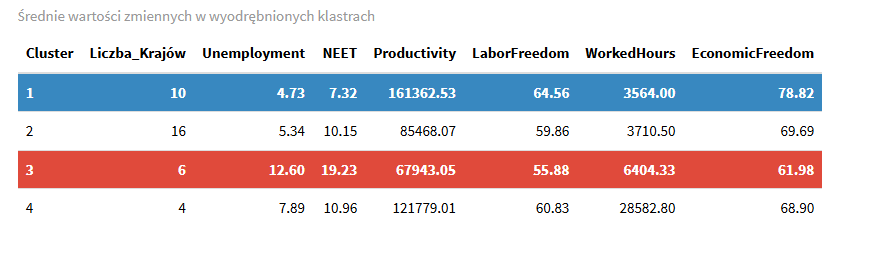 Średnie wartości zmiennych w wyodrębnionych klastrach
Cluster Liczba_Krajów Unemployment NEET Productivity LaborFreedom WorkedHours EconomicFreedom
1 10 4.73 7.32 161362.53 64.56 3564.00 78.82
2 16 5.34 10.15 85468.07 59.86 3710.50 69.69
3 6 12.60 19.23 67943.05 55.88 6404.33 61.98
4 4 7.89 10.96 121779.01 60.83 28582.80 68.90